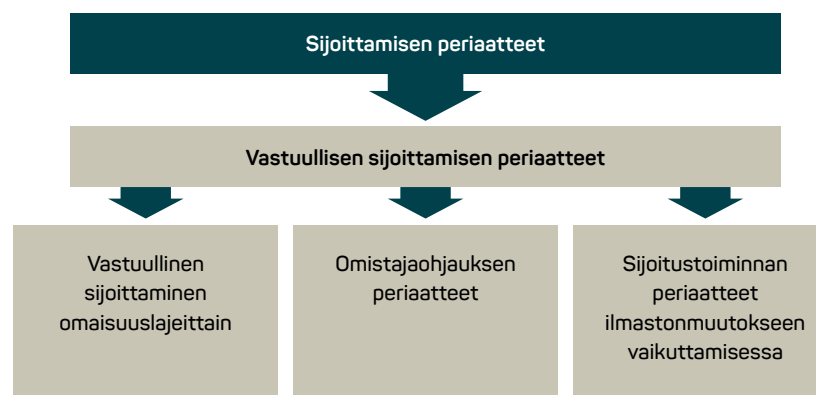 Sijoittamisen periaatteet
Vastuullisen sijoittamisen periaatteet
Vastuullinen
sijoittaminen
omaisuuslajeittain
Omistajaohjauksen
periaatteet
Sijoitustoiminnan
periaatteet
ilmastonmuutokseen
vaikuttamisessa